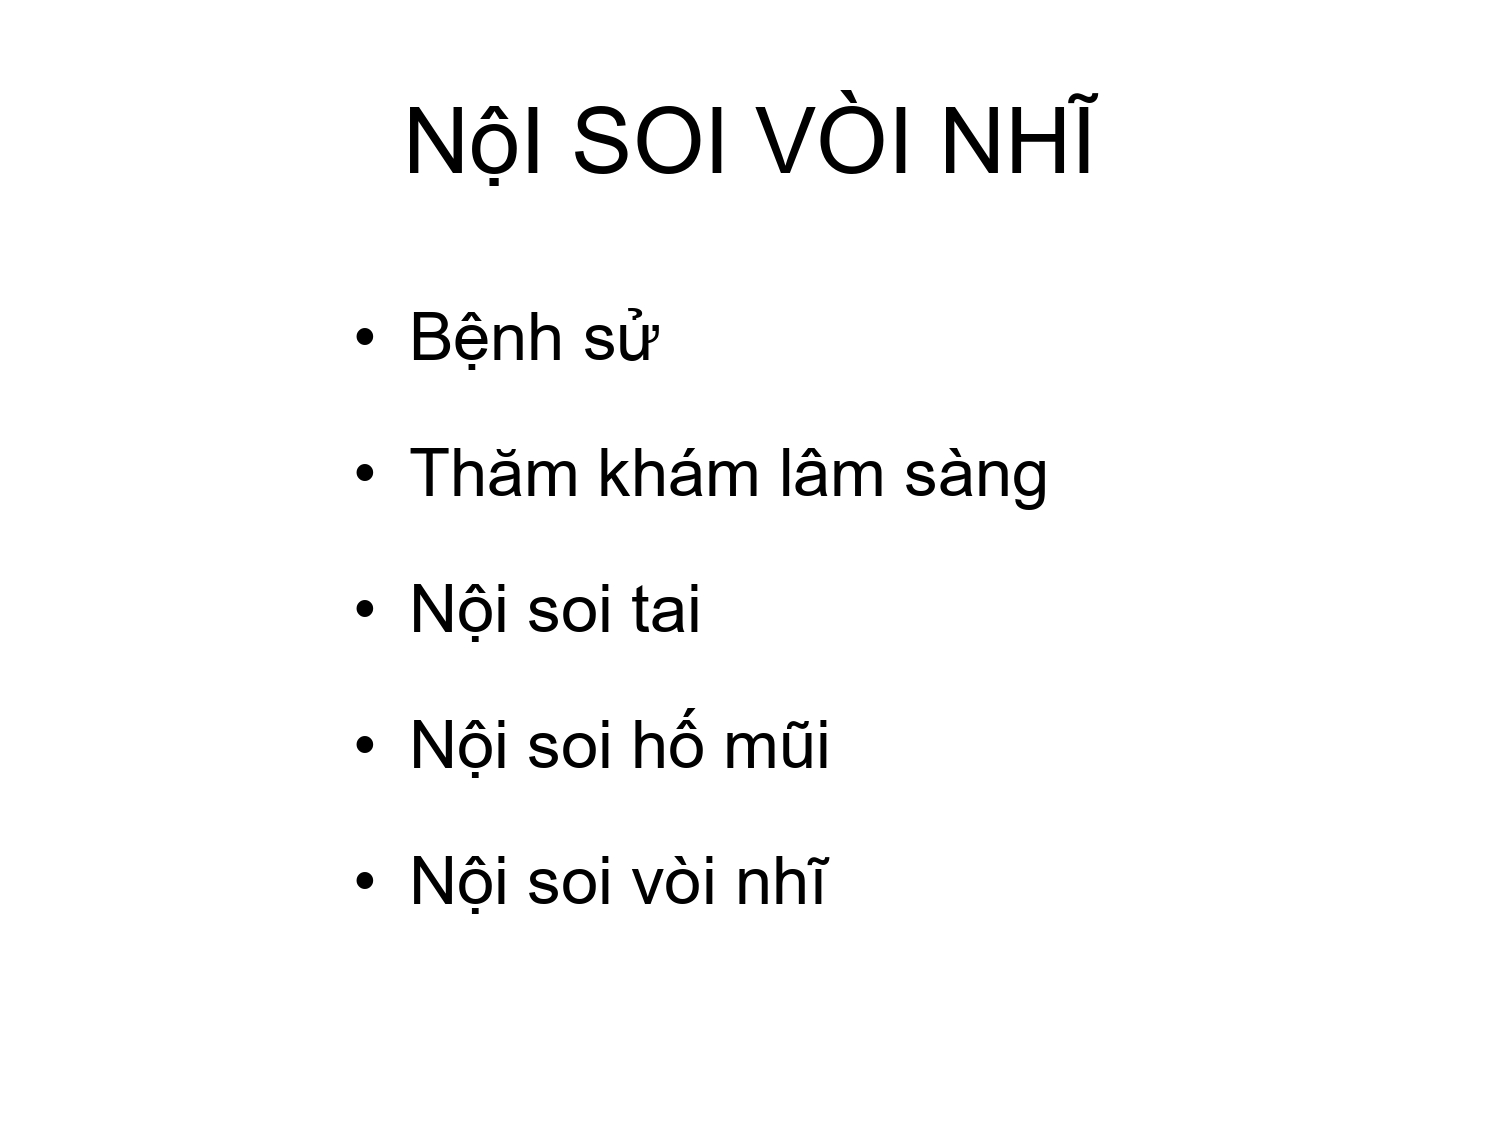 NộI SOI VÒI NHĨ
• Bệnh sử
• Thăm khám lâm sàng
• Nội soi tai
• Nội soi hố mũi
• Nội soi vòi nhĩ